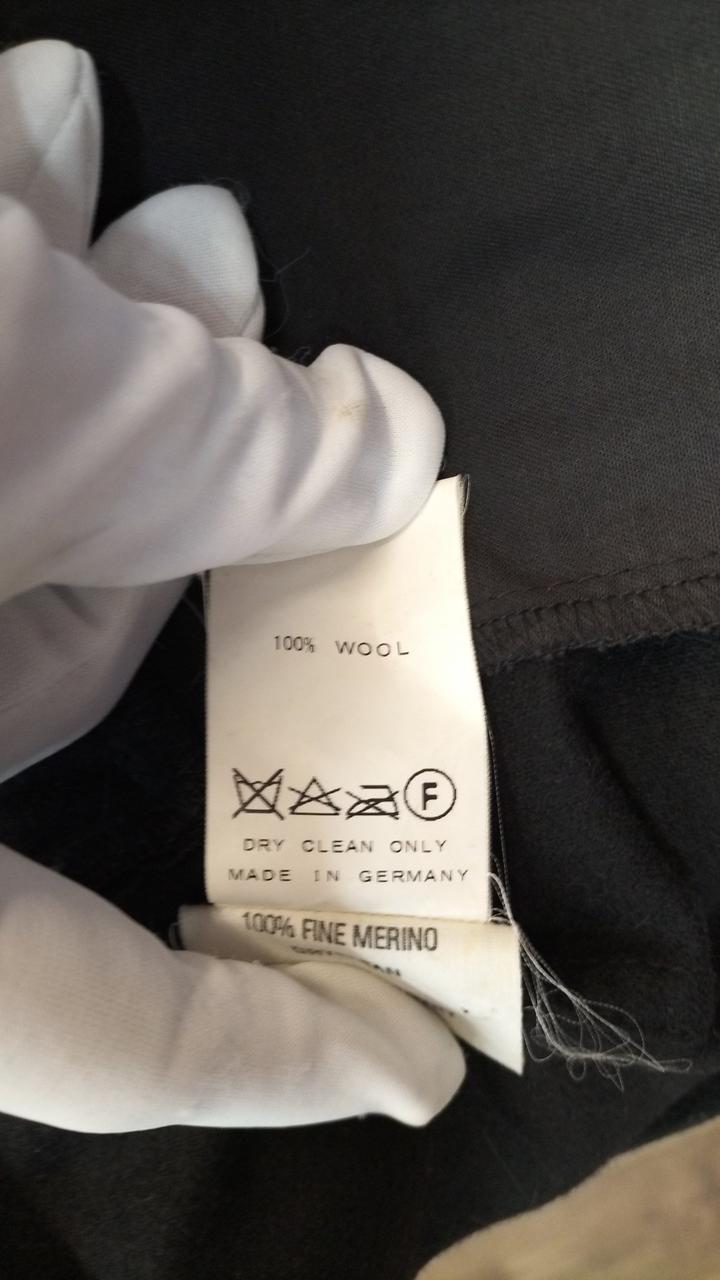 100% WOOL
F
DRY CLEAN ONLY
MADE IN GERMANY
100% FINE MERINO